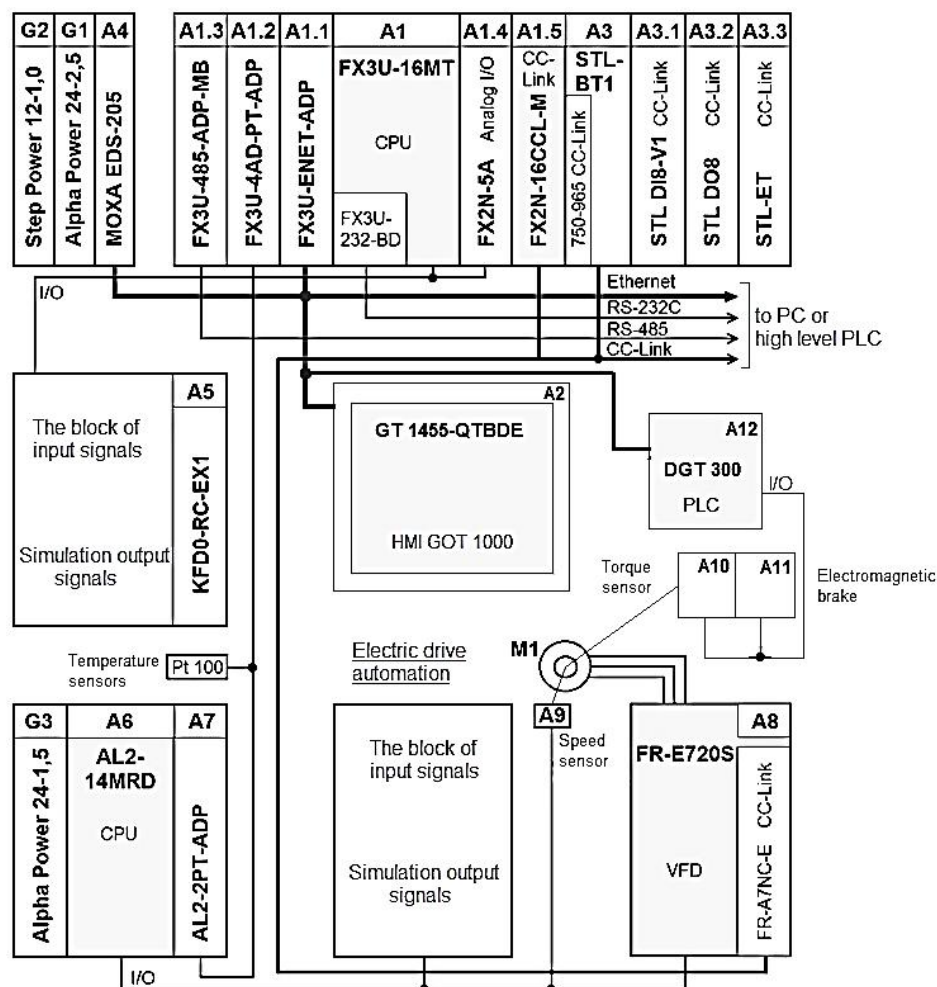 G2 G1 A4
Step Power 12-1,0
Alpha Power 24-2,5
MOXA EDS-205
A1.3 A1.2 A1.1 A1 A1.4 A1.5 A3 A3.1 A3.2 A3.3
FX3U-485-ADP-MB
FX3U-4AD-PT-ADP
FX3U-ENET-ADP
FX3U-16MT
CPU
FX3U-
232-BD
FX2N-5A Analog I/O
CC-
Link
FX2N-16CCL-M
STL-
BT1
750-965 CC-Link
STL DI8-V1 CC-Link
STL DO8 CC-Link
STL-ET CC-Link
I/O
Ethernet
RS-232C
RS-485
CC-Link
to PC or
high level PLC
A5
The block of
input signals
Simulation output
signals
KFD0-RC-EX1
A2
GT 1455-QTBDE
HMI GOT 1000
A12
DGT 300
PLC
I/O
Torque
sensor
A10 A11
Electromagnetic
brake
Temperature
sensors
Pt 100
Electric drive
automation
M1
A9
Speed
sensor
G3 A6 A7
Alpha Power 24-1,5
AL2-
14MRD
CPU
AL2-2PT-ADP
I/O
The block of
input signals
Simulation output
signals
A8
FR-E720S
VFD
FR-A7NC-E CC-Link